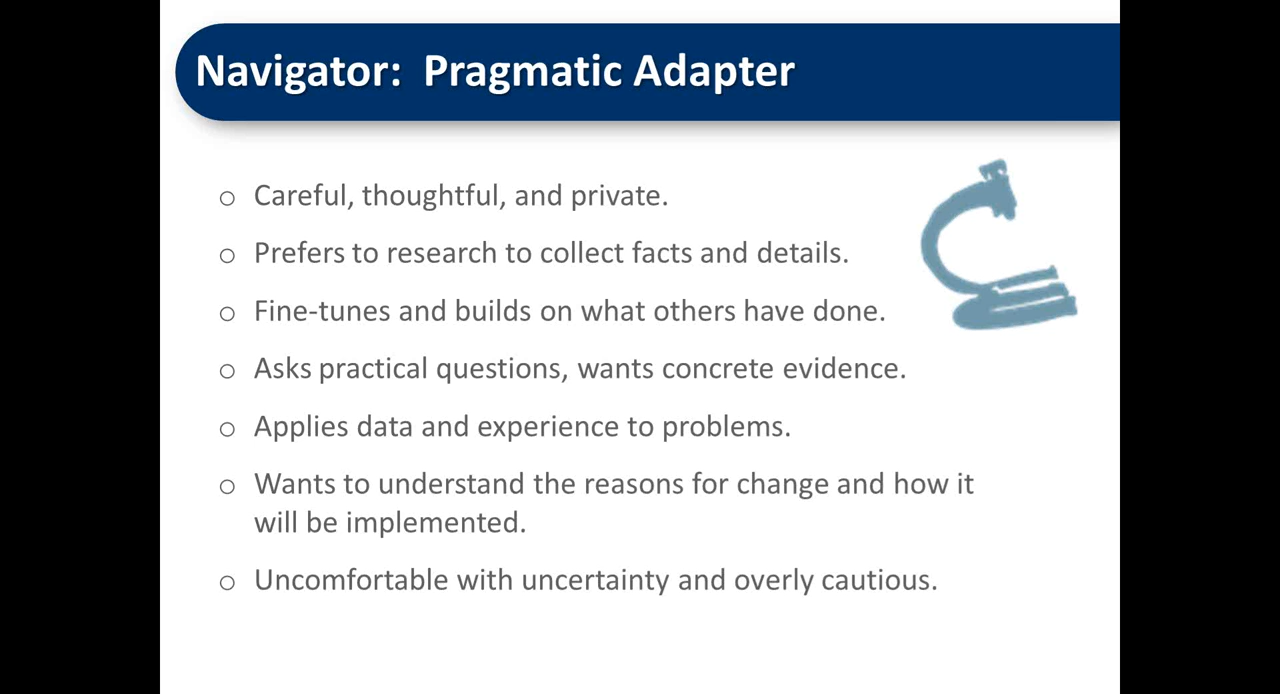 Navigator:  Pragmatic Adapter
○ Careful, thoughtful, and private.
○ Prefers to research to collect facts and details.
○ Fine-tunes and builds on what others have done.
○ Asks practical questions, wants concrete evidence.
○ Applies data and experience to problems.
○ Wants to understand the reasons for change and how it
will be implemented.
○ Uncomfortable with uncertainty and overly cautious.